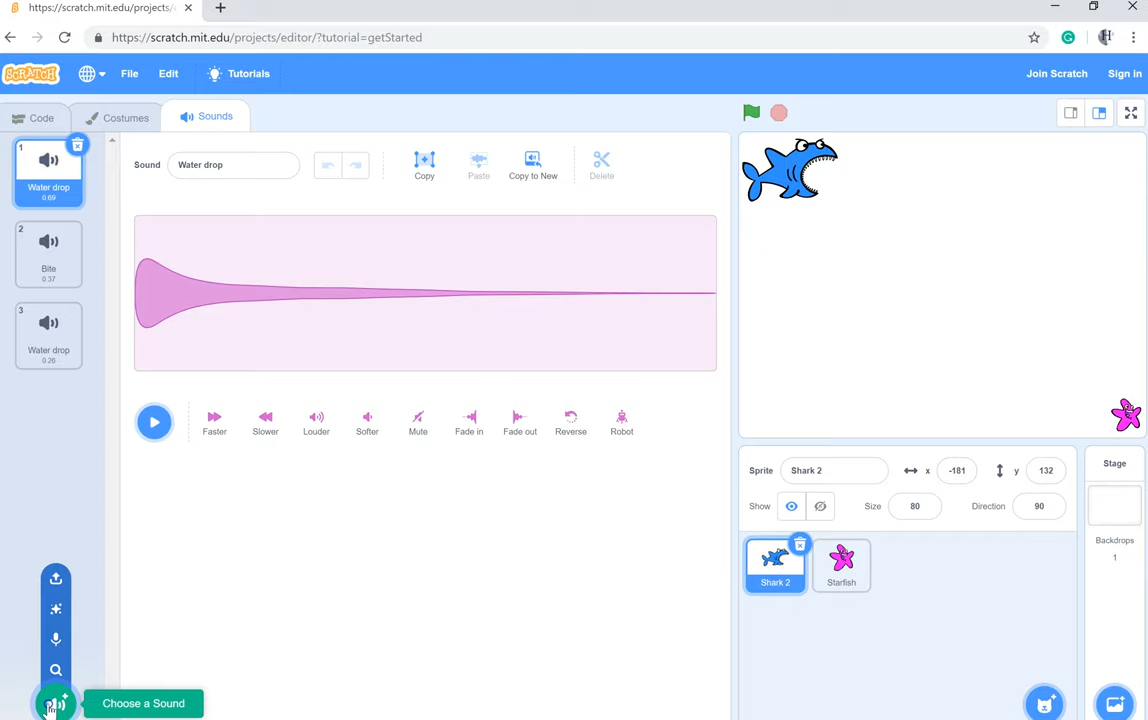 https://scratch.mit.edu/projects/
https://scratch.mit.edu/projects/editor/?tutorial=getStarted
SCRATCH
File
Edit
Tutorials
Join Scratch
Sign in
Code
Costumes
Sounds
1
Water drop
0.69
2
Bite
0.37
3
Water drop
0.26
Sound
Water drop
Copy
Paste
Copy to New
Delete
Faster
Slower
Louder
Softer
Mute
Fade in
Fade out
Reverse
Robot
Choose a Sound
Sprite
Shark 2
x
-181
y
132
Show
Size
80
Direction
90
Shark 2
Starfish
Stage
Backdrops
1